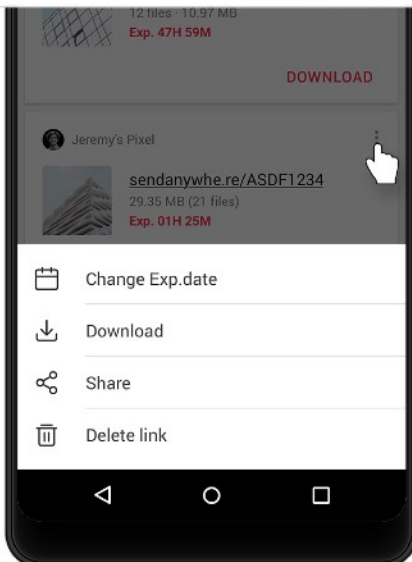 12 files · 10.97 MB
Exp. 47H 59M
DOWNLOAD
Jeremy's Pixel
sendanywhe.re/ASDF1234
29.35 MB (21 files)
Exp. 01H 25M
Change Exp.date
Download
Share
Delete link